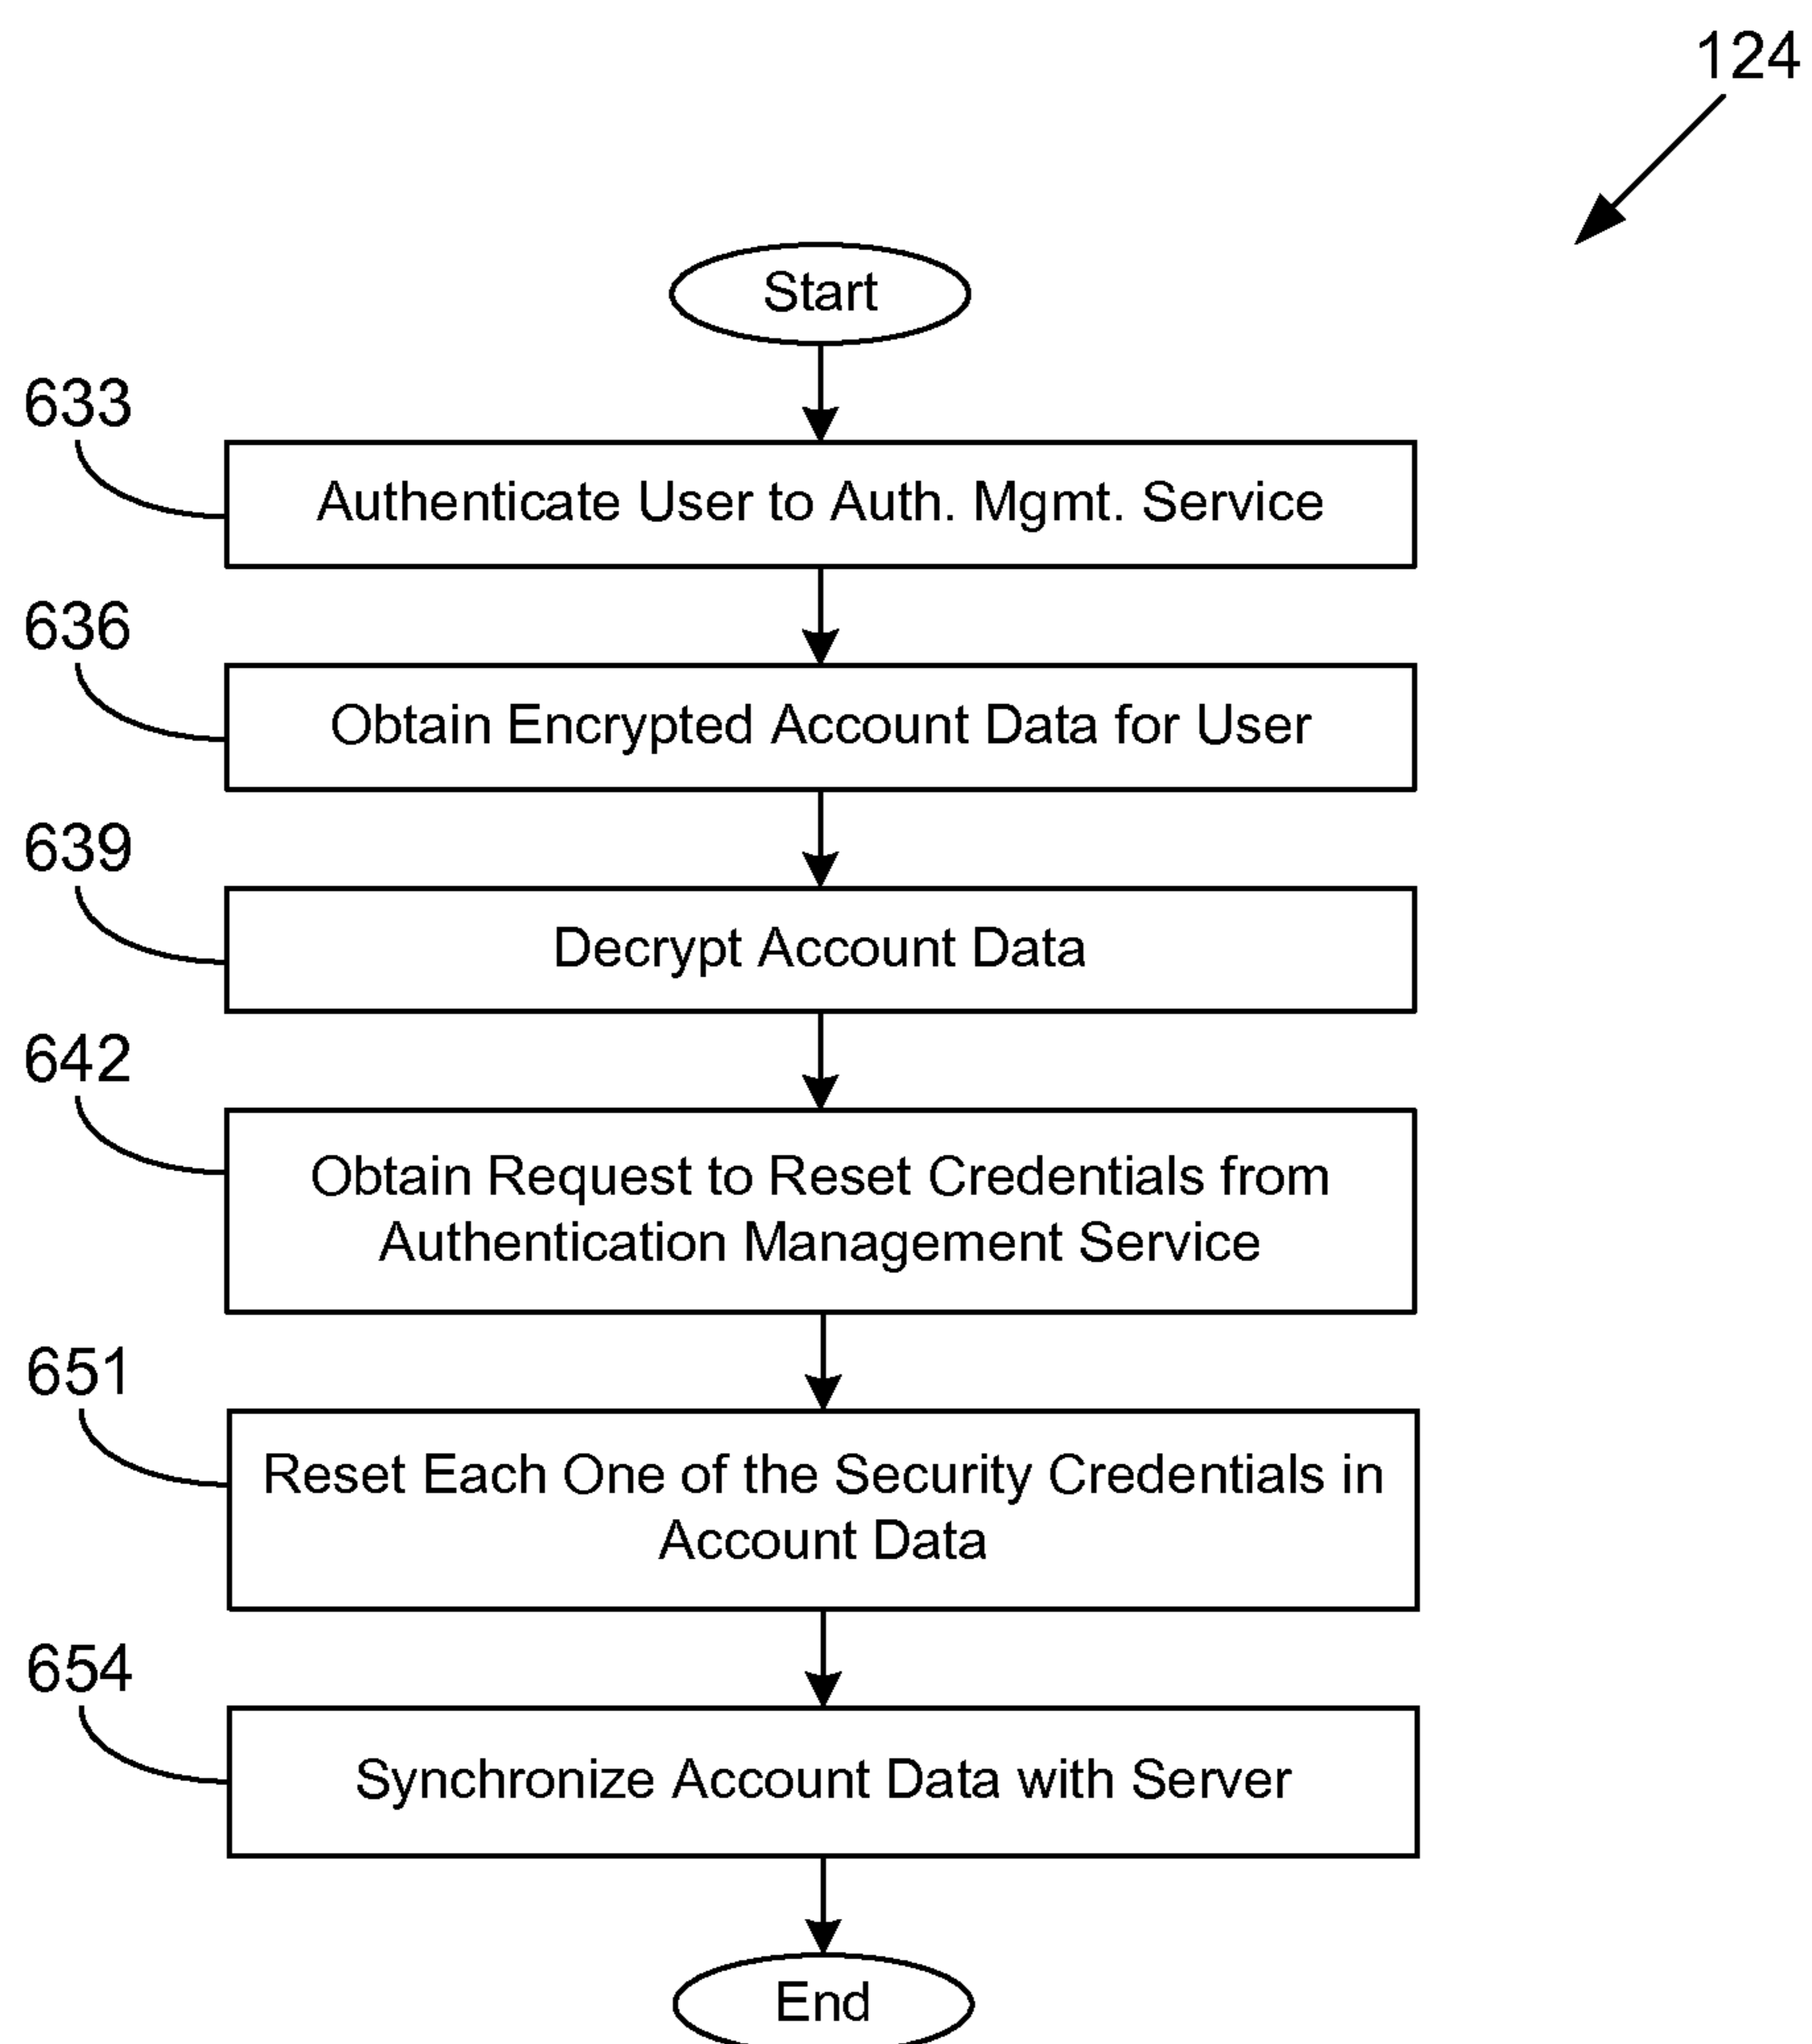 124
Start
633
Authenticate User to Auth. Mgmt. Service
636
Obtain Encrypted Account Data for User
639
Decrypt Account Data
642
Obtain Request to Reset Credentials from
Authentication Management Service
651
Reset Each One of the Security Credentials in
Account Data
654
Synchronize Account Data with Server
End